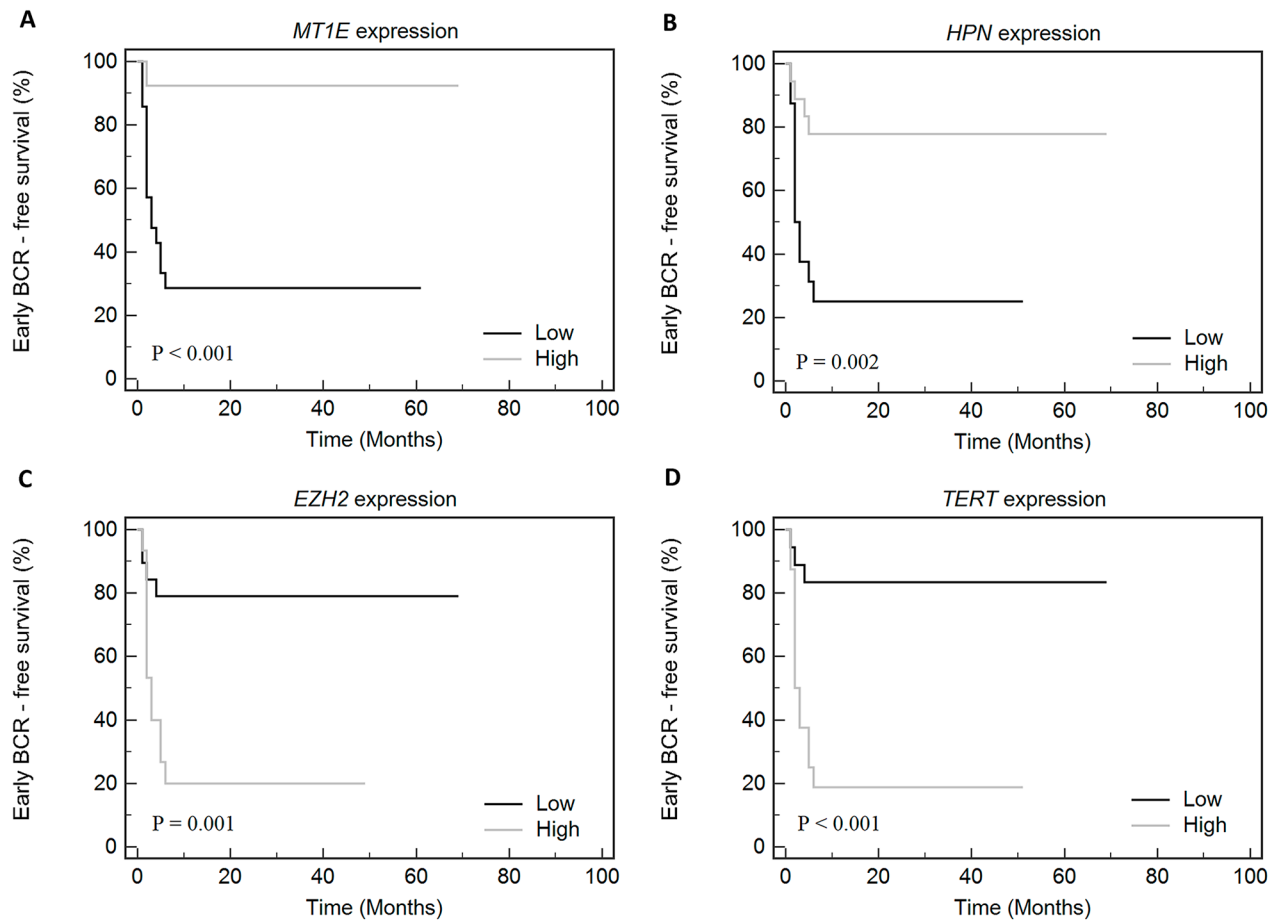 A
MT1E expression
Early BCR - free survival (%)
100
80
60
40
20
0
P < 0.001
Low
High
0 20 40 60 80 100
Time (Months)
B
HPN expression
Early BCR - free survival (%)
100
80
60
40
20
0
P = 0.002
Low
High
0 20 40 60 80 100
Time (Months)
C
EZH2 expression
Early BCR - free survival (%)
100
80
60
40
20
0
P = 0.001
Low
High
0 20 40 60 80 100
Time (Months)
D
TERT expression
Early BCR - free survival (%)
100
80
60
40
20
0
P < 0.001
Low
High
0 20 40 60 80 100
Time (Months)